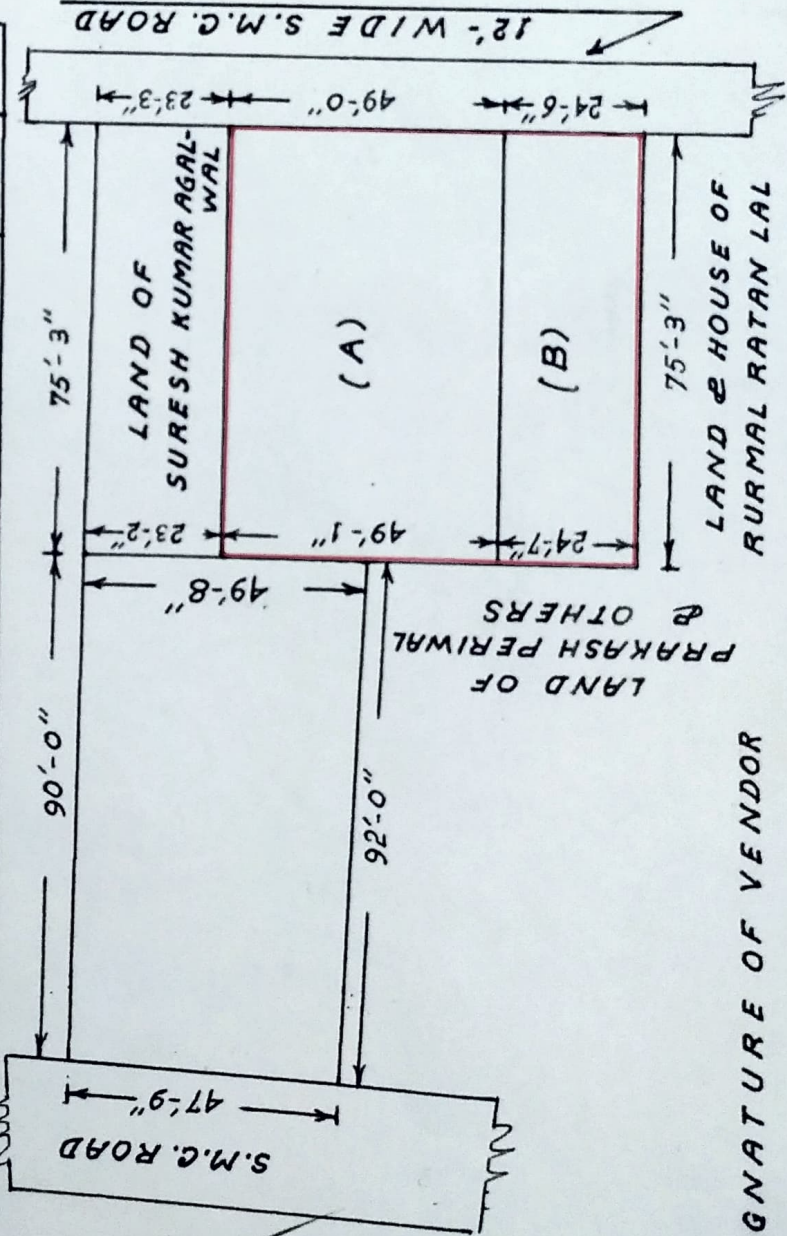 12'- WIDE S.M.C. ROAD
23'-3"
49'-0"
24'-6"
75'-3"
LAND OF
SURESH KUMAR AGAL-
WAL
(A)
(B)
75'-3"
LAND & HOUSE OF
RURMAL RATAN LAL
23'-2"
49'-1"
24'-7"
49'-8"
LAND OF
PRAKASH PERIWAL
& OTHERS
90'-0"
92'-0"
47'-9"
S.M.C. ROAD
GNATURE OF VENDOR